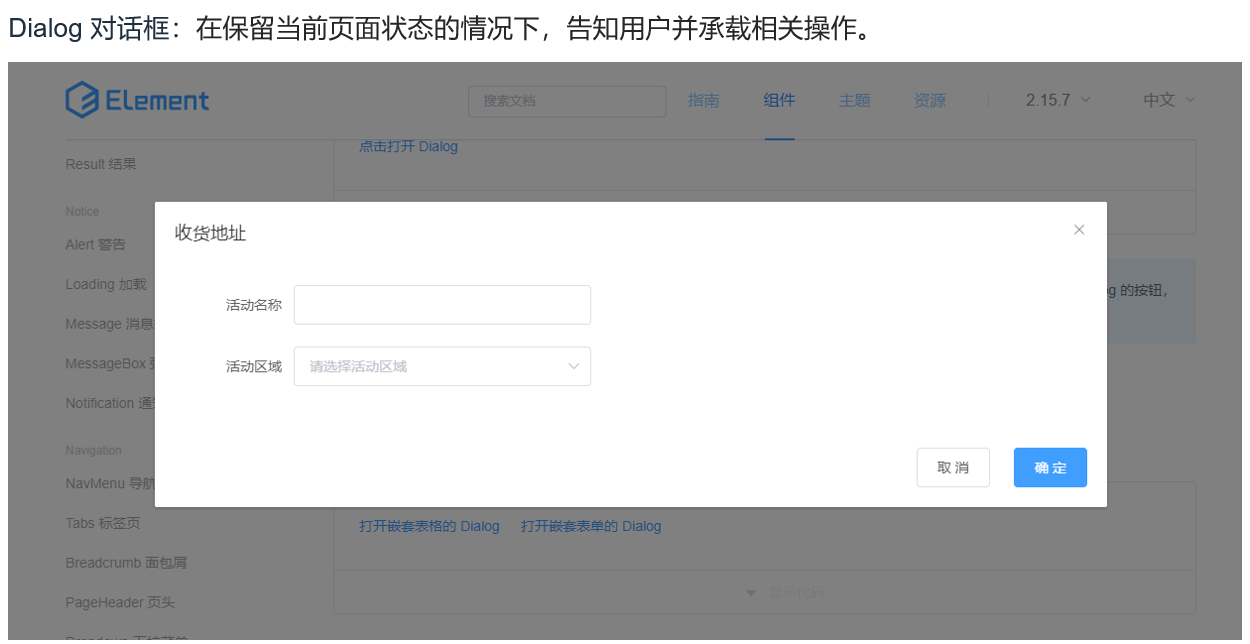 Dialog 对话框：在保留当前页面状态的情况下，告知用户并承载相关操作。
Element
搜索文档
指南
组件
主题
资源
2.15.7
中文
点击打开 Dialog
Result 结果
Notice
Alert 警告
Loading 加载
Message 消息
MessageBox
Notification 通
Navigation
NavMenu 导航
Tabs 标签页
Breadcrumb 面包屑
PageHeader 页头
收货地址
活动名称
活动区域
请选择活动区域
取 消
确 定
og 的按钮，
打开嵌套表格的 Dialog 打开嵌套表单的 Dialog
显示代码